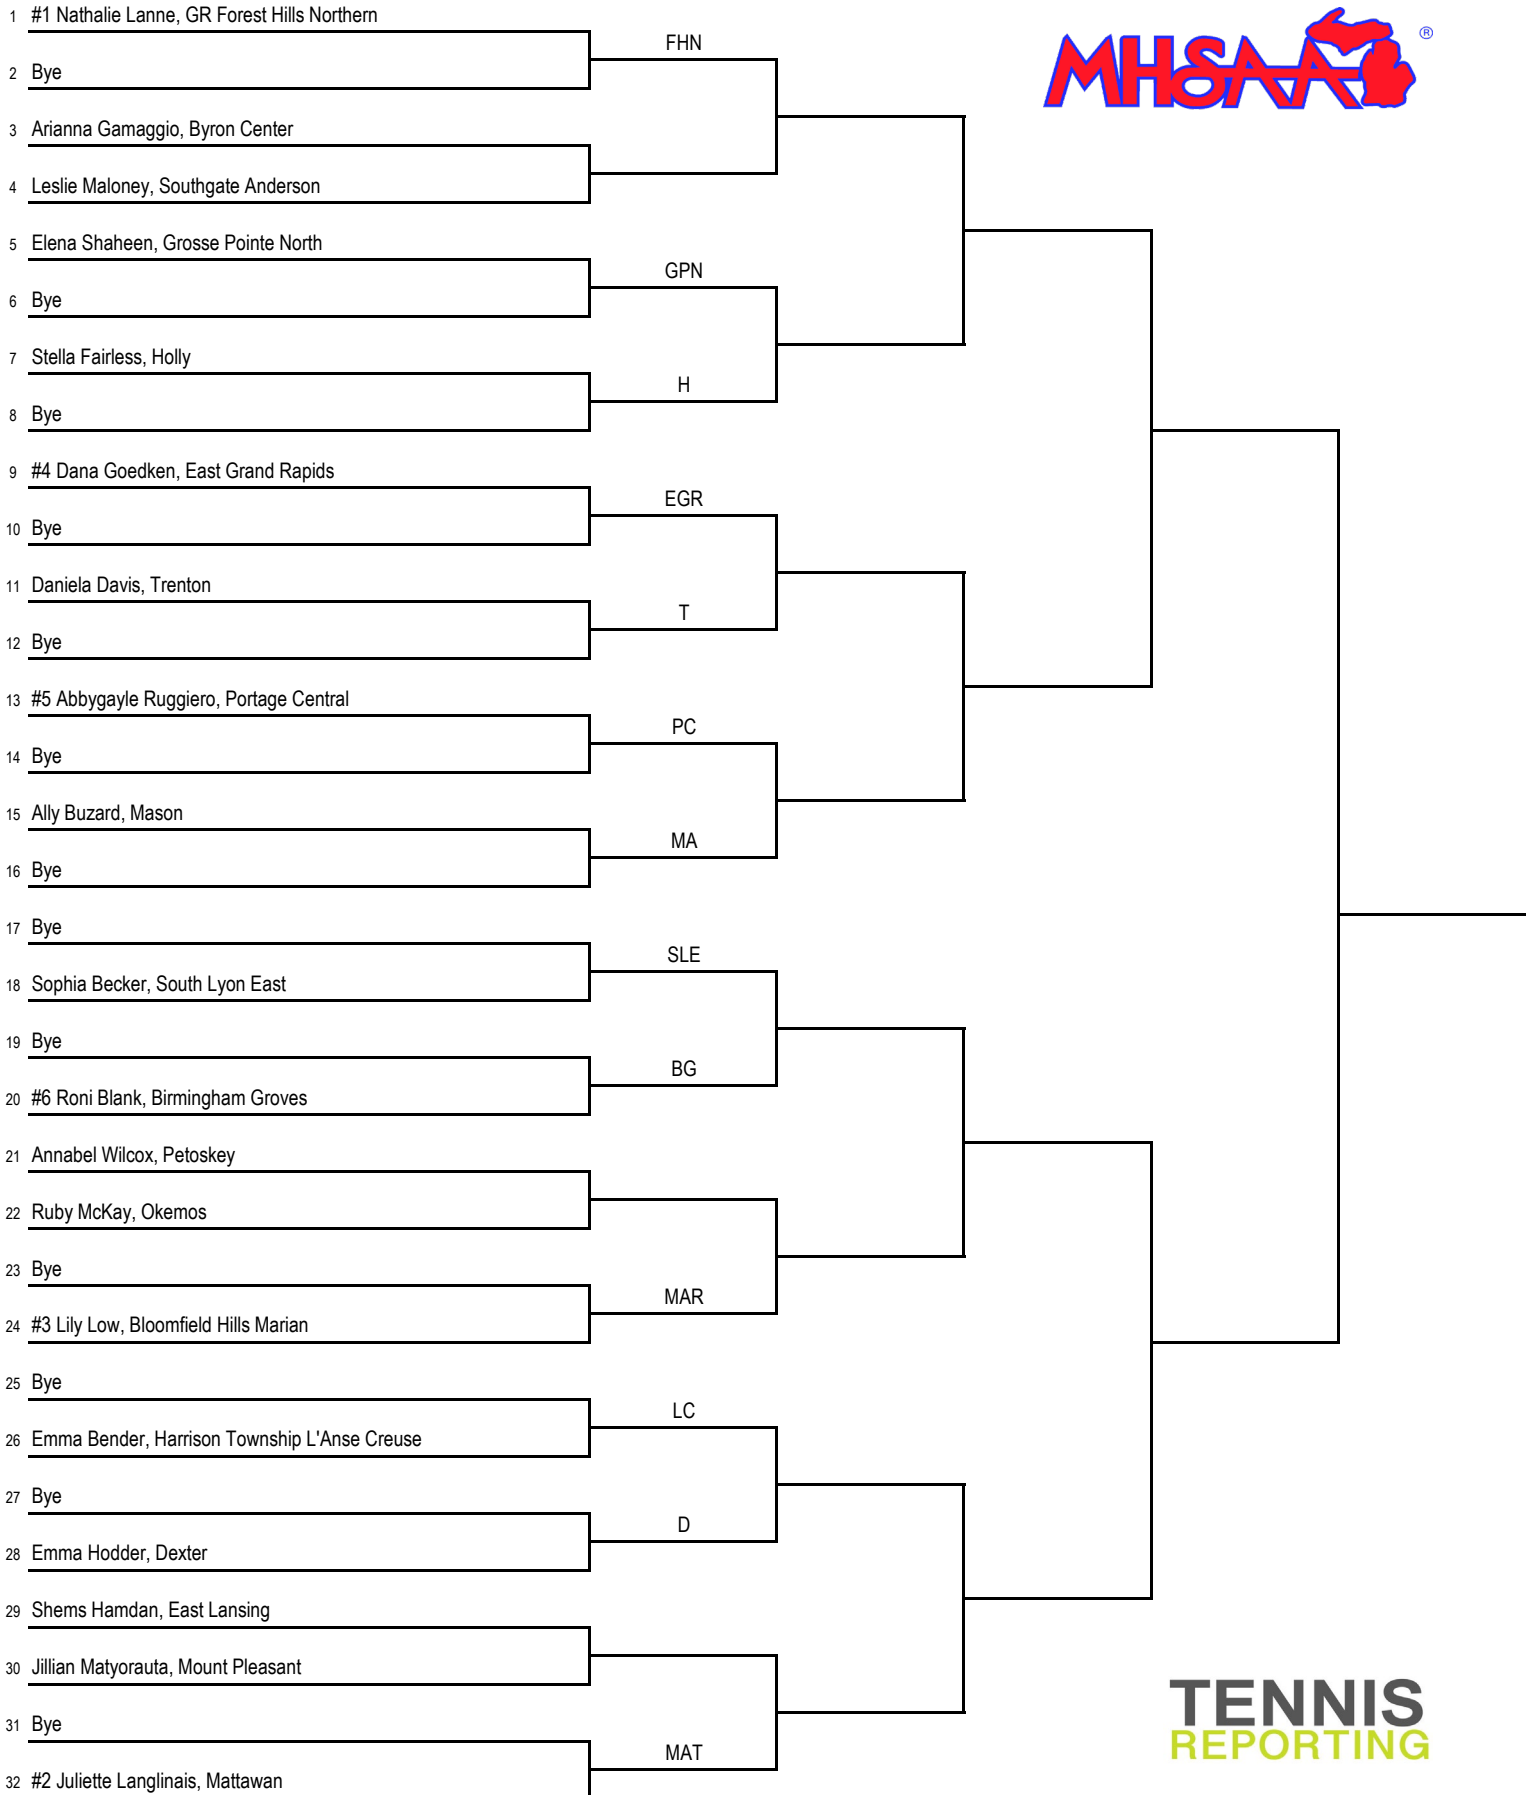 1 #1 Nathalie Lanne, GR Forest Hills Northern
FHN
2 Bye
3 Arianna Gamaggio, Byron Center
4 Leslie Maloney, Southgate Anderson
5 Elena Shaheen, Grosse Pointe North
GPN
6 Bye
7 Stella Fairless, Holly
H
8 Bye
9 #4 Dana Goedken, East Grand Rapids
EGR
10 Bye
11 Daniela Davis, Trenton
T
12 Bye
13 #5 Abbygayle Ruggiero, Portage Central
PC
14 Bye
15 Ally Buzard, Mason
MA
16 Bye
17 Bye
SLE
18 Sophia Becker, South Lyon East
19 Bye
BG
20 #6 Roni Blank, Birmingham Groves
21 Annabel Wilcox, Petoskey
22 Ruby McKay, Okemos
23 Bye
MAR
24 #3 Lily Low, Bloomfield Hills Marian
25 Bye
LC
26 Emma Bender, Harrison Township L'Anse Creuse
27 Bye
D
28 Emma Hodder, Dexter
29 Shems Hamdan, East Lansing
30 Jillian Matyorauta, Mount Pleasant
31 Bye
MAT
32 #2 Juliette Langlinais, Mattawan
MHSAA ®
TENNIS
REPORTING